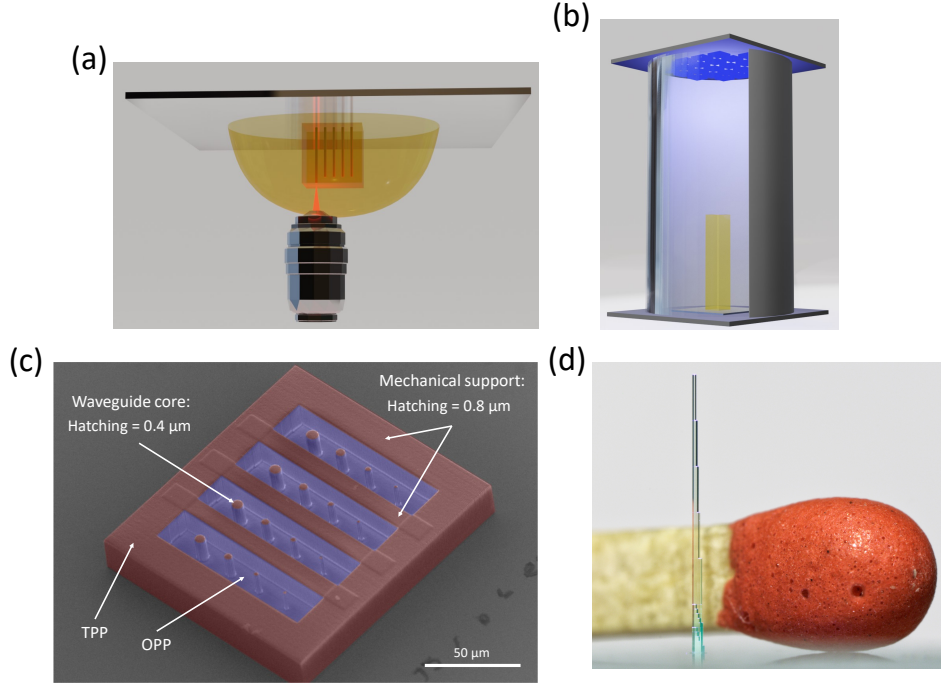 (a)
(b)
(c)
Waveguide core:
Hatching = 0.4 µm
Mechanical support:
Hatching = 0.8 µm
TPP
OPP
50 µm
(d)